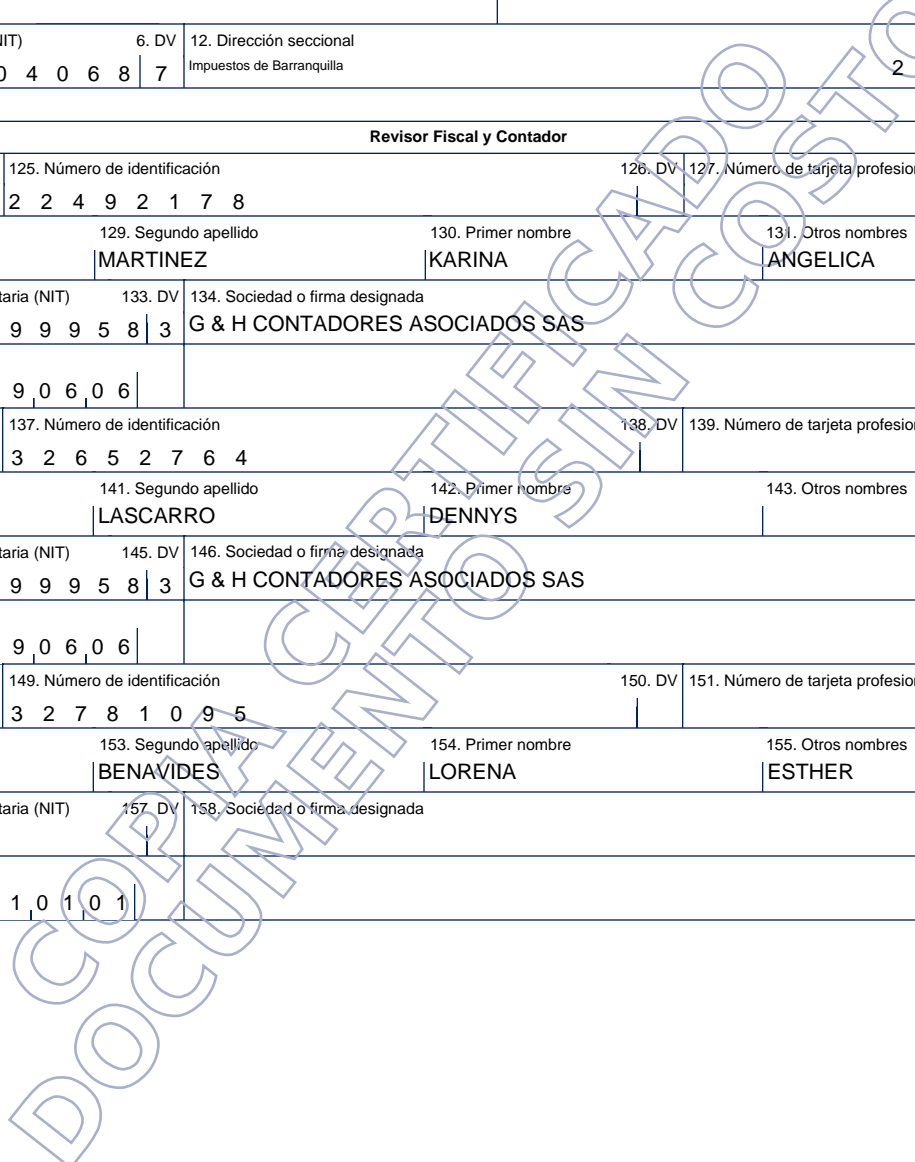 NIT) 6. DV 12. Dirección seccional
0 4 0 6 8 7 Impuestos de Barranquilla 2
Revisor Fiscal y Contador
125. Número de identificación 126. DV 127. Número de tarjeta profesion
2 2 4 9 2 1 7 8
129. Segundo apellido 130. Primer nombre 131. Otros nombres
MARTINEZ KARINA ANGELICA
taria (NIT) 133. DV 134. Sociedad o firma designada
9 9 9 5 8 3 G & H CONTADORES ASOCIADOS SAS
9 0 6 0 6
137. Número de identificación 138. DV 139. Número de tarjeta profesion
3 2 6 5 2 7 6 4
141. Segundo apellido 142. Primer nombre 143. Otros nombres
LASCARRO DENNYS
taria (NIT) 145. DV 146. Sociedad o firma designada
9 9 9 5 8 3 G & H CONTADORES ASOCIADOS SAS
9 0 6 0 6
149. Número de identificación 150. DV 151. Número de tarjeta profesion
3 2 7 8 1 0 9 5
153. Segundo apellido 154. Primer nombre 155. Otros nombres
BENAVIDES LORENA ESTHER
taria (NIT) 157. DV 158. Sociedad o firma designada
1 0 1 0 1
COPIA CERTIFICADO
DOCUMENTO SIN COSTO